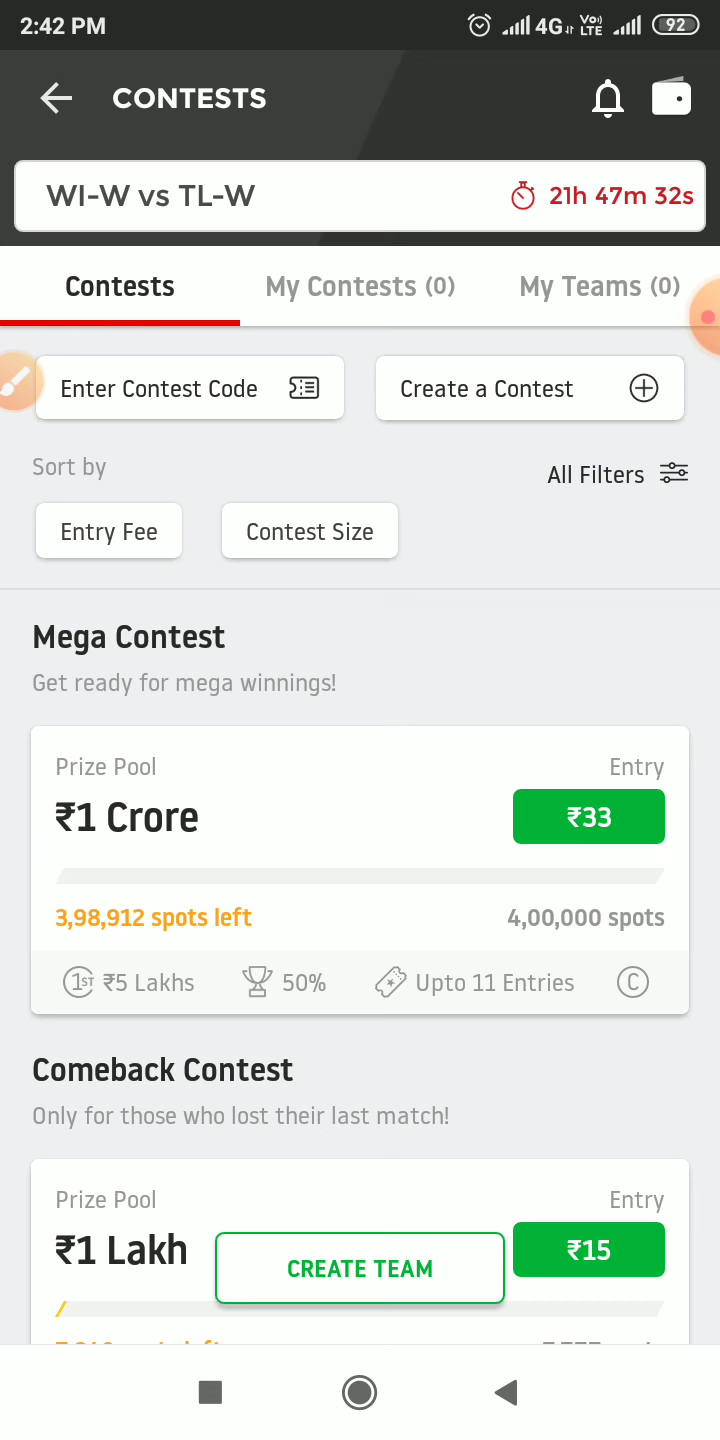 2:42 PM 4G Vo)) LTE 92
CONTESTS
WI-W vs TL-W 21h 47m 32s
Contests My Contests (0) My Teams (0)
Enter Contest Code Create a Contest
Sort by
All Filters
Entry Fee Contest Size
Mega Contest
Get ready for mega winnings!
Prize Pool Entry
₹1 Crore ₹33
3,98,912 spots left 4,00,000 spots
1ST ₹5 Lakhs 50% Upto 11 Entries C
Comeback Contest
Only for those who lost their last match!
Prize Pool Entry
₹1 Lakh ₹15
CREATE TEAM